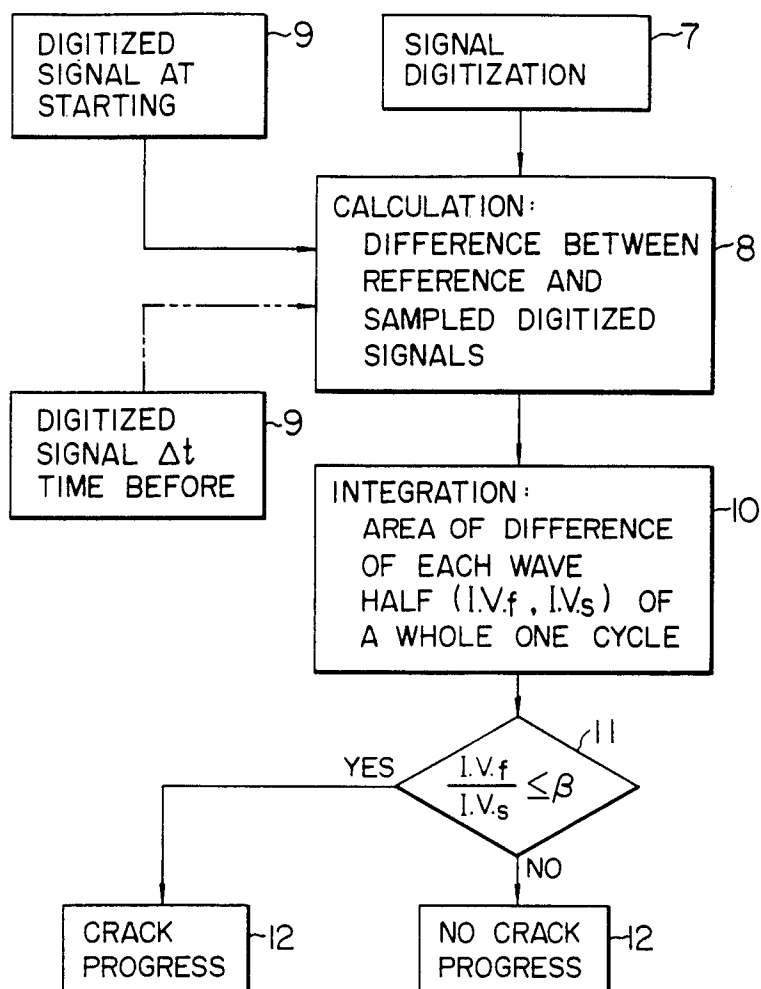 DIGITIZED
SIGNAL AT
STARTING
9
SIGNAL
DIGITIZATION
7
CALCULATION:
DIFFERENCE BETWEEN
REFERENCE AND
SAMPLED DIGITIZED
SIGNALS
8
DIGITIZED
SIGNAL Δt
TIME BEFORE
9
INTEGRATION:
AREA OF DIFFERENCE
OF EACH WAVE
HALF (I.V.f, I.V.s) OF
A WHOLE ONE CYCLE
10
I.V.f
I.V.s
≤β
11
YES
NO
CRACK
PROGRESS
12
NO CRACK
PROGRESS
12